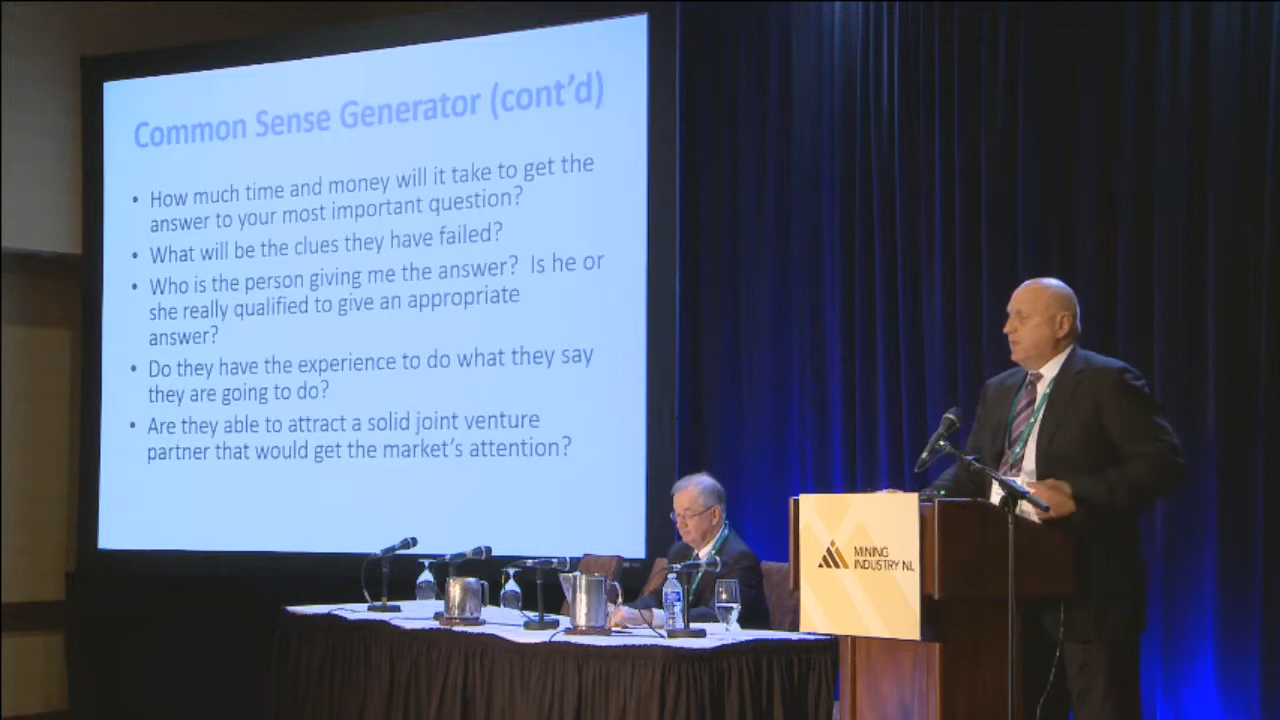 Common Sense Generator (cont'd)
• How much time and money will it take to get the
answer to your most important question?
• What will be the clues they have failed?
• Who is the person giving me the answer?  Is he or
she really qualified to give an appropriate
answer?
• Do they have the experience to do what they say
they are going to do?
• Are they able to attract a solid joint venture
partner that would get the market's attention?
MINING
INDUSTRY NL